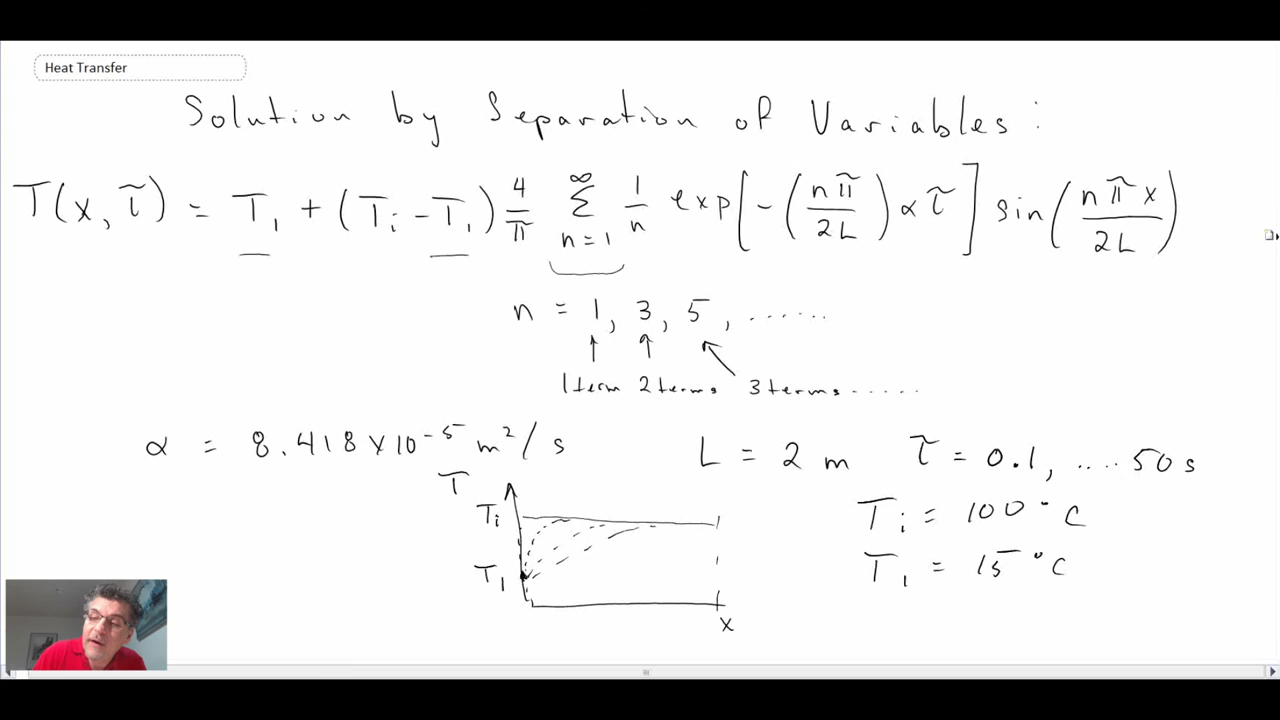 Heat Transfer
Solution by Separation of Variables :
T(x, τ) = T₁ + (Tᵢ - T₁) 4/π ∑ n=1 ∞ 1/n exp[-(nπ/2L) ατ] sin(nπx/2L)
n = 1, 3, 5, ......
1 term 2 terms 3 terms ......
α = 8.418 x 10⁻⁵ m²/s L = 2 m τ = 0.1, .... 50 s
T
Tᵢ
T₁
x
Tᵢ = 100 °C
T₁ = 15 °C